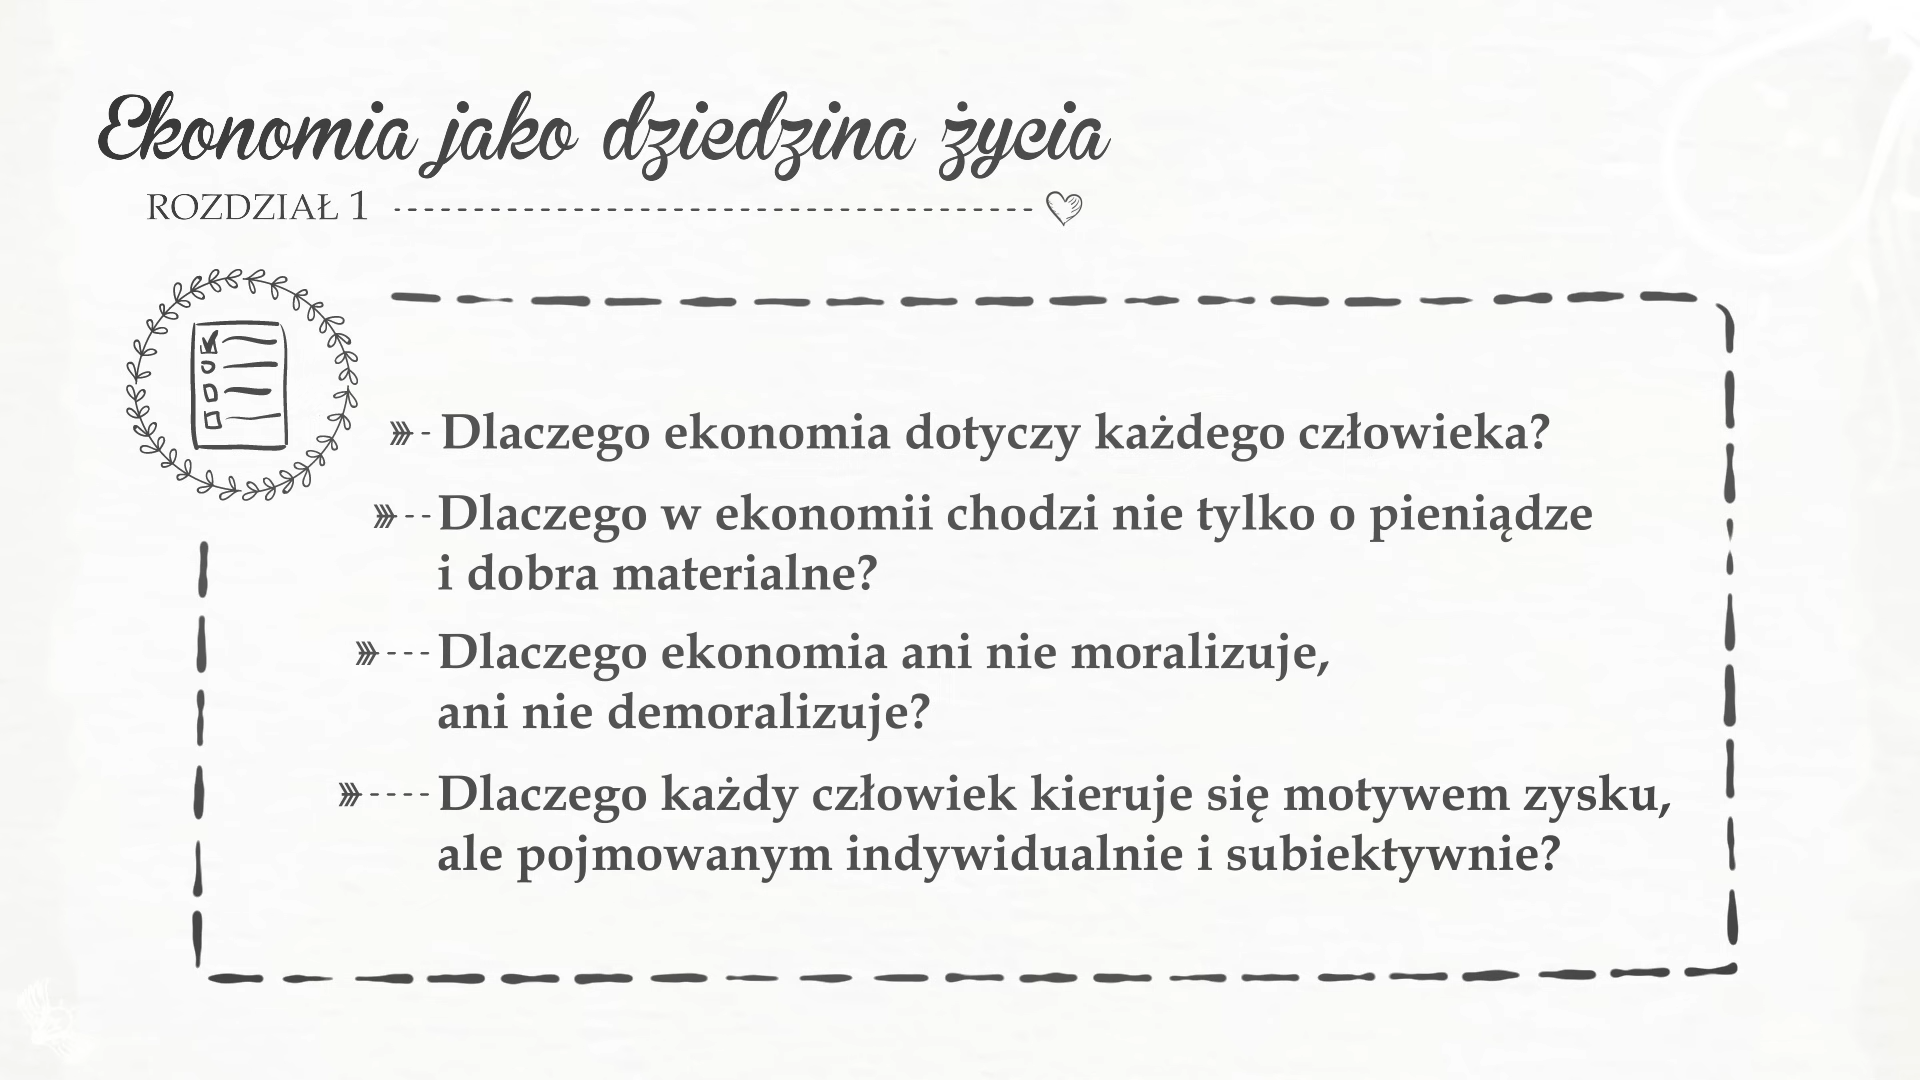 Ekonomia jako dziedzina życia
ROZDZIAŁ 1
Dlaczego ekonomia dotyczy każdego człowieka?
Dlaczego w ekonomii chodzi nie tylko o pieniądze
i dobra materialne?
Dlaczego ekonomia ani nie moralizuje,
ani nie demoralizuje?
Dlaczego każdy człowiek kieruje się motywem zysku,
ale pojmowanym indywidualnie i subiektywnie?